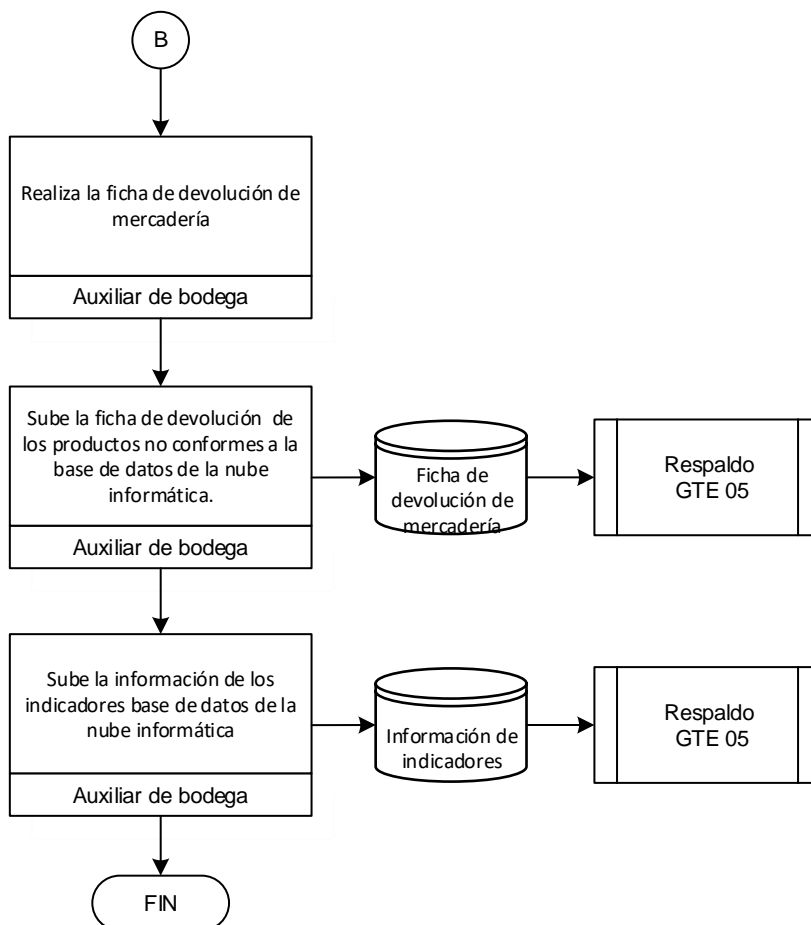 B
Realiza la ficha de devolución de
mercadería
Auxiliar de bodega
Sube la ficha de devolución de
los productos no conformes a la
base de datos de la nube
informática.
Auxiliar de bodega
Ficha de
devolución de
mercadería
Respaldo
GTE 05
Sube la información de los
indicadores base de datos de la
nube informática
Auxiliar de bodega
Información de
indicadores
Respaldo
GTE 05
FIN